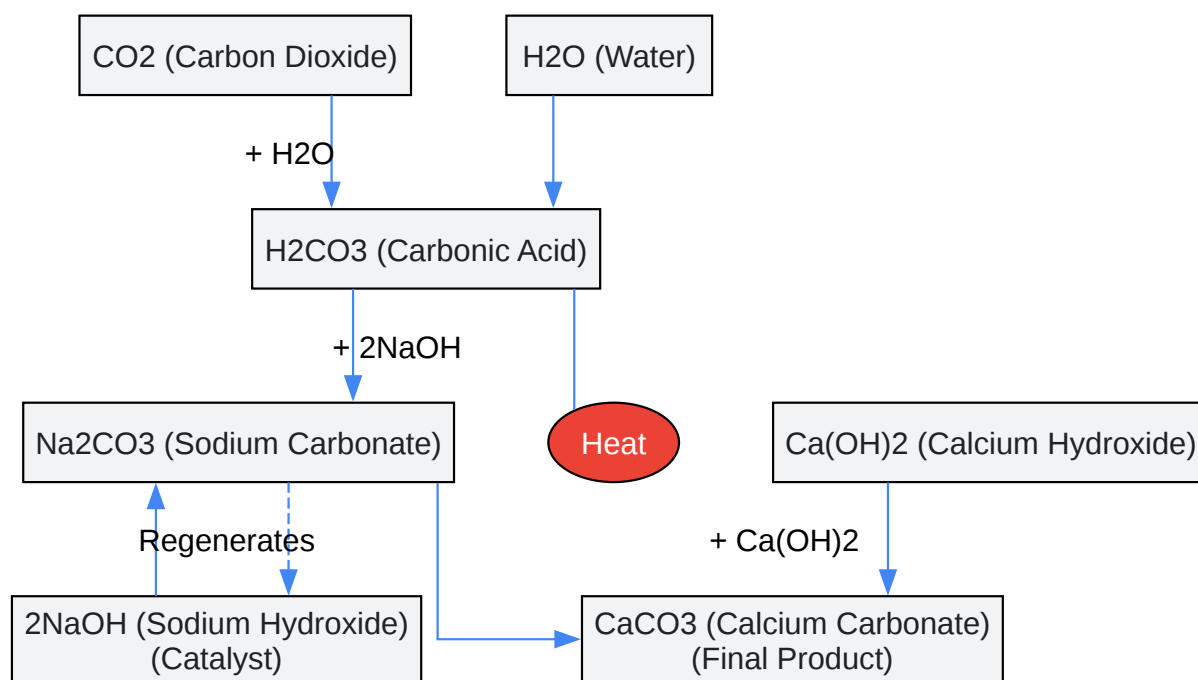 CO2 (Carbon Dioxide)
H2O (Water)
+ H2O
H2CO3 (Carbonic Acid)
+ 2NaOH
Na2CO3 (Sodium Carbonate)
Heat
Ca(OH)2 (Calcium Hydroxide)
Regenerates
+ Ca(OH)2
2NaOH (Sodium Hydroxide)
(Catalyst)
CaCO3 (Calcium Carbonate)
(Final Product)